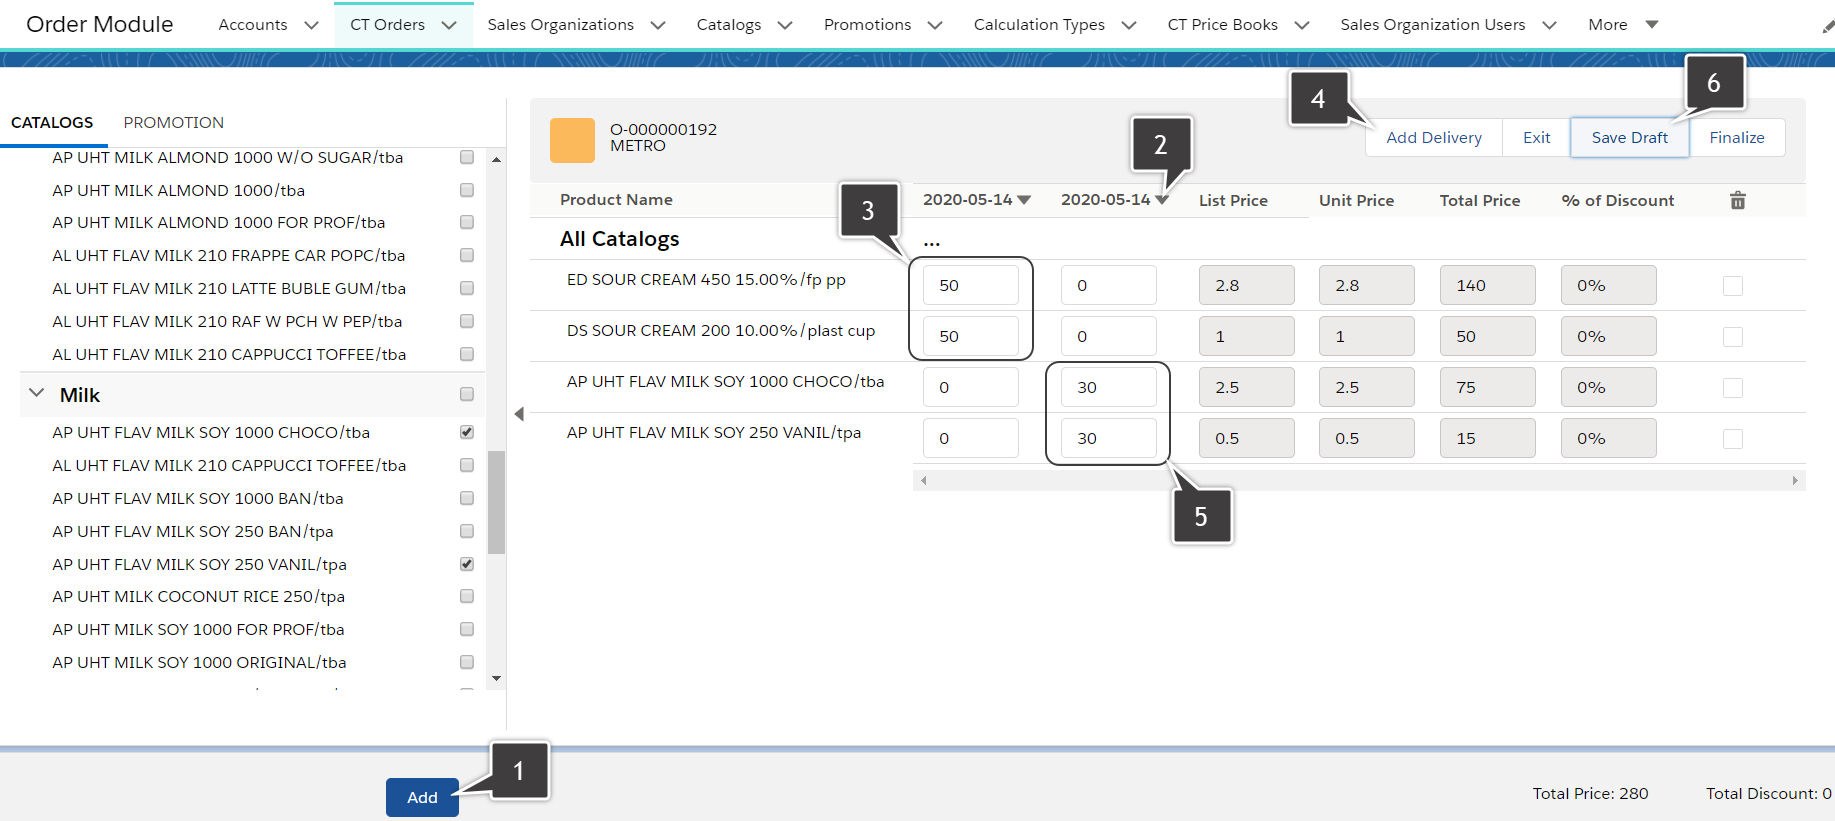 Order Module
Accounts
CT Orders
Sales Organizations
Catalogs
Promotions
Calculation Types
CT Price Books
Sales Organization Users
More
CATALOGS
PROMOTION
AP UHT MILK ALMOND 1000 W/O SUGAR/tba
AP UHT MILK ALMOND 1000/tba
AP UHT MILK ALMOND 1000 FOR PROF/tba
AL UHT FLAV MILK 210 FRAPPE CAR POPC/tba
AL UHT FLAV MILK 210 LATTE BUBLE GUM/tba
AL UHT FLAV MILK 210 RAF W PCH W PEP/tba
AL UHT FLAV MILK 210 CAPPUCCI TOFFEE/tba
Milk
AP UHT FLAV MILK SOY 1000 CHOCO/tba
AL UHT FLAV MILK 210 CAPPUCCI TOFFEE/tba
AP UHT FLAV MILK SOY 1000 BAN/tba
AP UHT FLAV MILK SOY 250 BAN/tpa
AP UHT FLAV MILK SOY 250 VANIL/tpa
AP UHT MILK COCONUT RICE 250/tpa
AP UHT MILK SOY 1000 FOR PROF/tba
AP UHT MILK SOY 1000 ORIGINAL/tba
Add
1
O-000000192
METRO
4
6
Add Delivery
Exit
Save Draft
Finalize
2
3
Product Name
2020-05-14
2020-05-14
List Price
Unit Price
Total Price
% of Discount
All Catalogs
...
ED SOUR CREAM 450 15.00%/fp pp
50
0
2.8
2.8
140
0%
DS SOUR CREAM 200 10.00%/plast cup
50
0
1
1
50
0%
AP UHT FLAV MILK SOY 1000 CHOCO/tba
0
30
2.5
2.5
75
0%
AP UHT FLAV MILK SOY 250 VANIL/tpa
0
30
0.5
0.5
15
0%
5
Total Price: 280
Total Discount: 0